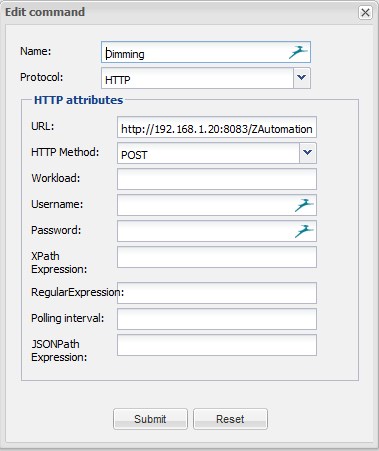 Edit command
Name: Dimming
Protocol: HTTP
HTTP attributes
URL: http://192.168.1.20:8083/ZAutomation
HTTP Method: POST
Workload:
Username:
Password:
XPath
Expression:
RegularExpression:
Polling interval:
JSONPath
Expression:
Submit Reset